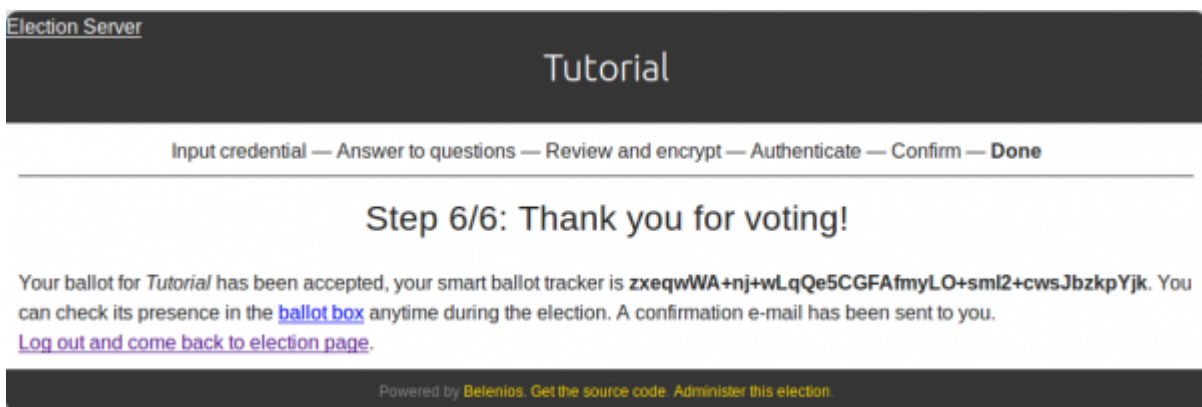 Election Server
Tutorial
Input credential — Answer to questions — Review and encrypt — Authenticate — Confirm — Done
Step 6/6: Thank you for voting!
Your ballot for Tutorial has been accepted, your smart ballot tracker is zxeqwWA+nj+wLqQe5CGFAfmyLO+sml2+cwsJbzkpYjk. You
can check its presence in the ballot box anytime during the election. A confirmation e-mail has been sent to you.
Log out and come back to election page.
Powered by Belenios. Get the source code. Administer this election.